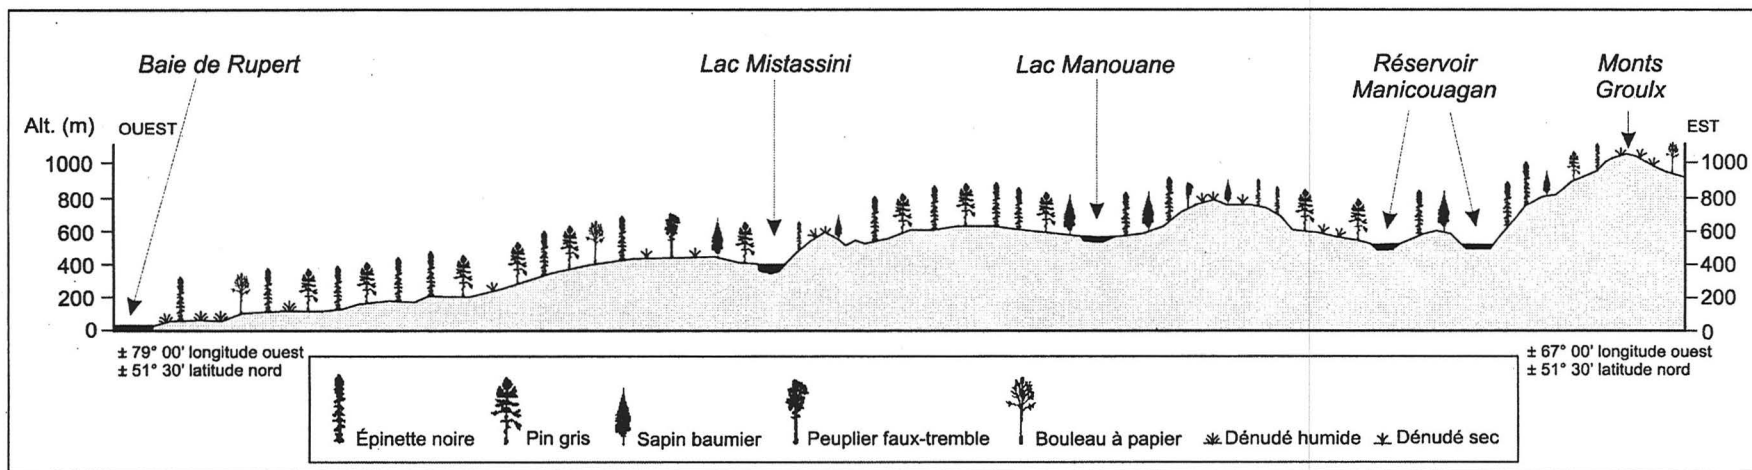 Baie de Rupert
Lac Mistassini
Lac Manouane
Réservoir
Manicouagan
Monts
Groulx
Alt. (m)
OUEST
EST
1000
800
600
400
200
0
1000
800
600
400
200
0
± 79° 00' longitude ouest
± 51° 30' latitude nord
± 67° 00' longitude ouest
± 51° 30' latitude nord
Épinette noire
Pin gris
Sapin baumier
Peuplier faux-tremble
Bouleau à papier
Dénudé humide
Dénudé sec